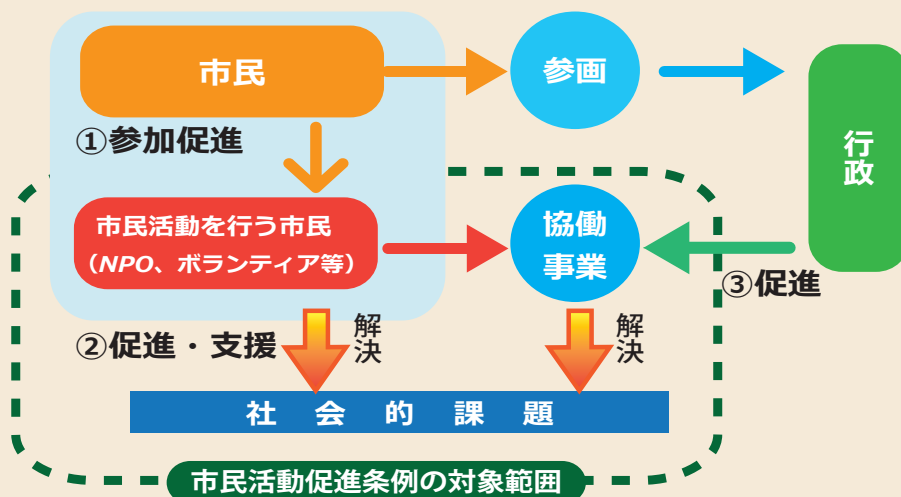 市民
参画
行政
①参加促進
市民活動を行う市民
（NPO、ボランティア等）
協働
事業
③促進
②促進・支援
解決
解決
社会的課題
市民活動促進条例の対象範囲